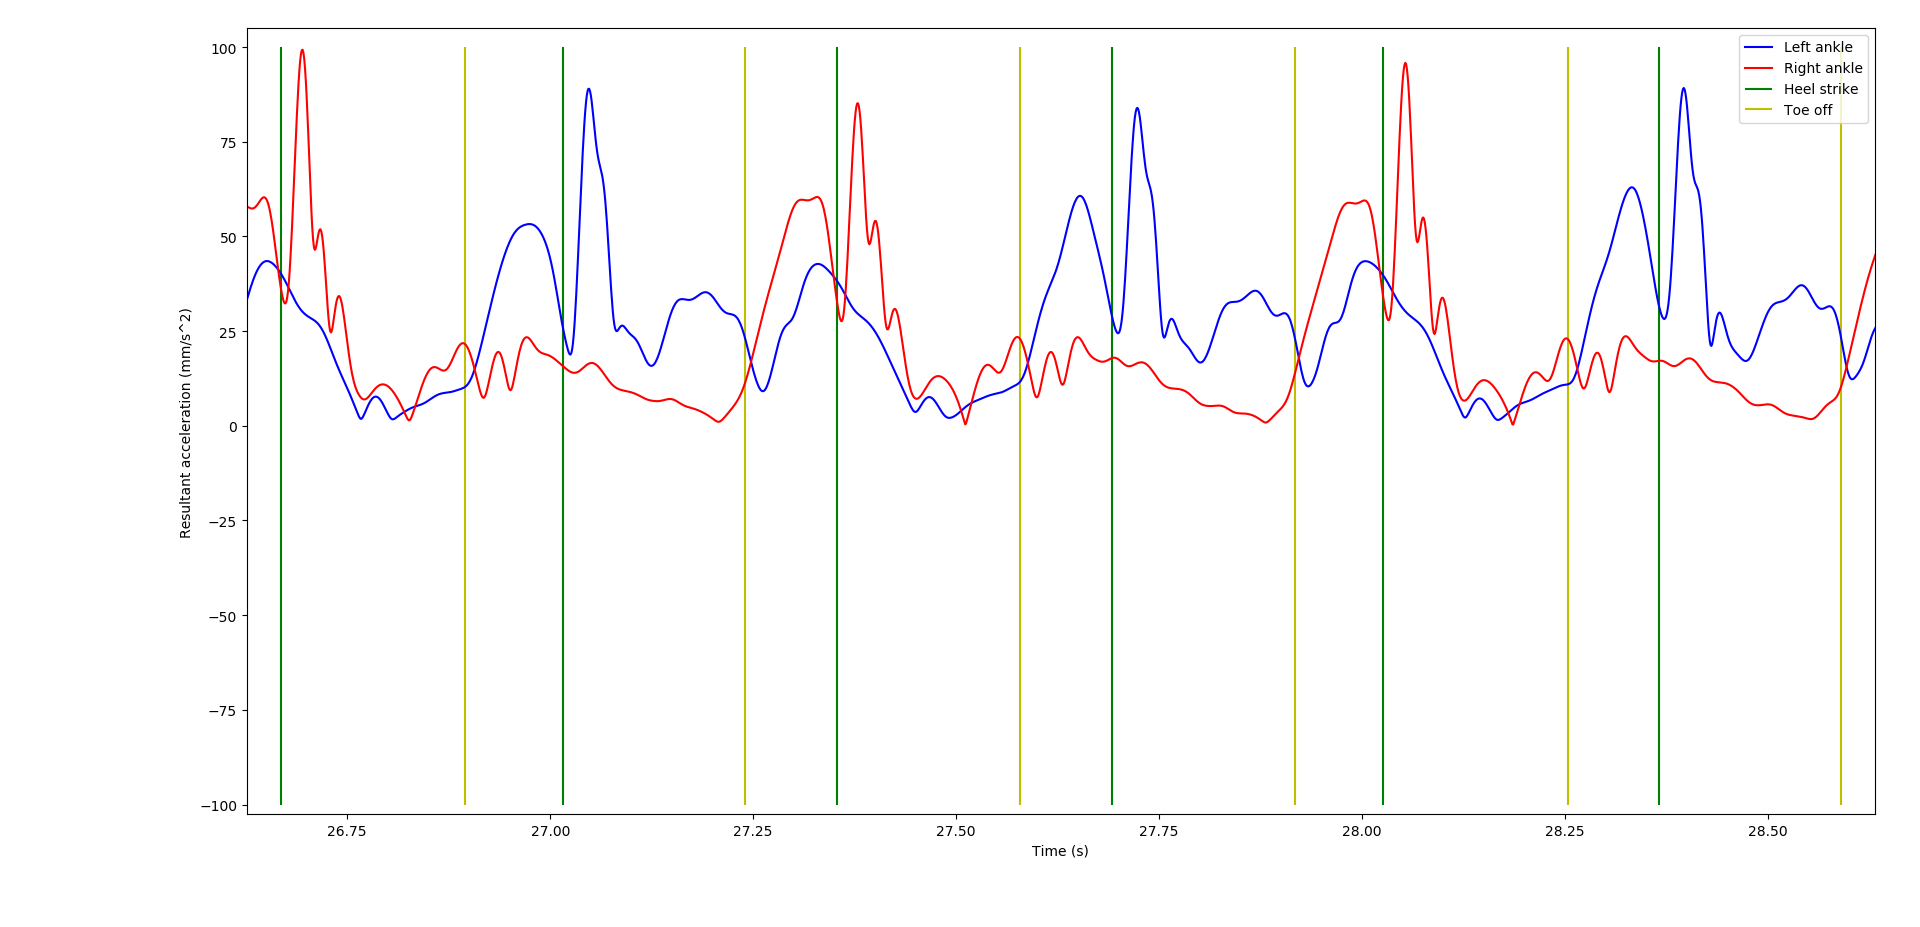 Left ankle
Right ankle
Heel strike
Toe off
100
75
50
25
0
−25
−50
−75
−100
Resultant acceleration (mm/s^2)
26.75 27.00 27.25 27.50 27.75 28.00 28.25 28.50
Time (s)